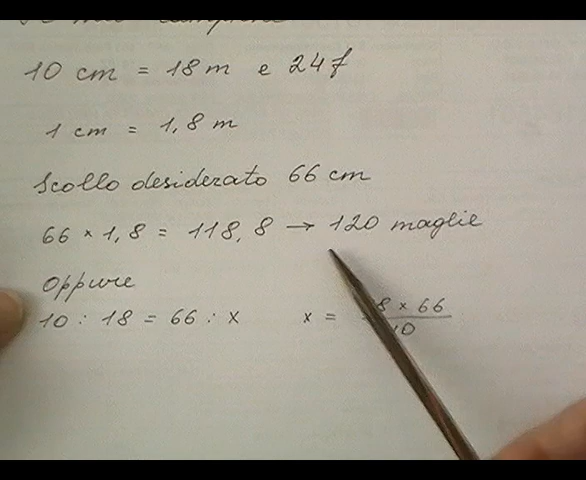 10 cm = 18 m e 24 f
1 cm = 1,8 m
Scollo desiderato 66 cm
66 × 1,8 = 118,8 → 120 maglie
oppure
10 : 18 = 66 : x x = 8 × 66
10